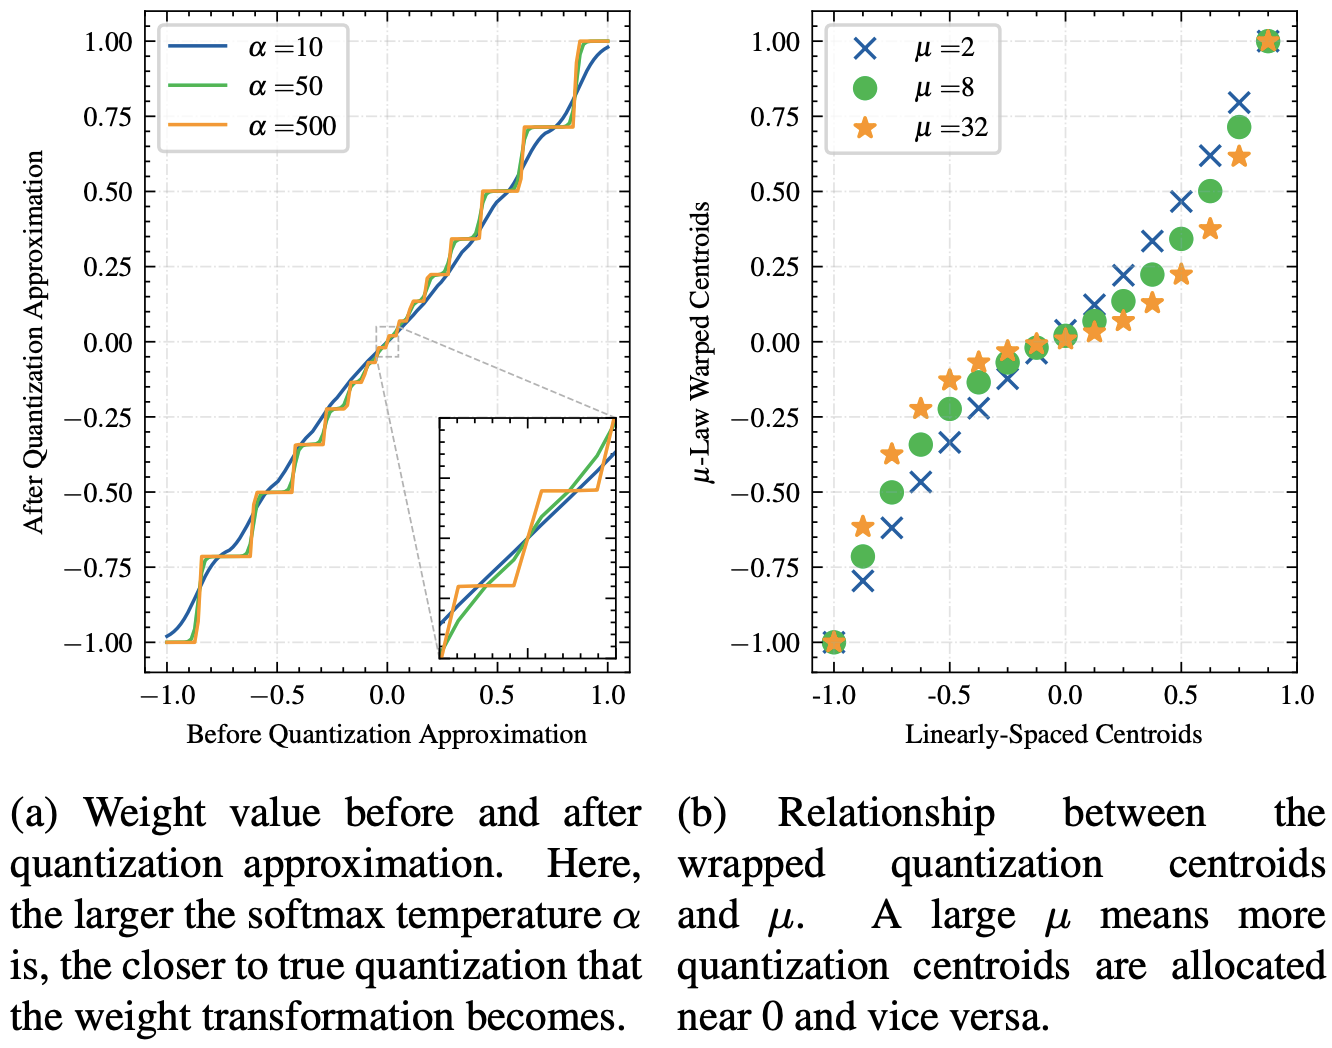 α =10
α =50
α =500
1.00
0.75
0.50
0.25
0.00
−0.25
−0.50
−0.75
−1.00
After Quantization Approximation
−1.0
−0.5
0.0
0.5
1.0
Before Quantization Approximation
μ =2
μ =8
μ =32
1.00
0.75
0.50
0.25
0.00
−0.25
−0.50
−0.75
−1.00
μ-Law Warped Centroids
-1.0
-0.5
0.0
0.5
1.0
Linearly-Spaced Centroids
(a) Weight value before and after
quantization approximation. Here,
the larger the softmax temperature α
is, the closer to true quantization that
the weight transformation becomes.
(b) Relationship between the
wrapped quantization centroids
and μ. A large μ means more
quantization centroids are allocated
near 0 and vice versa.